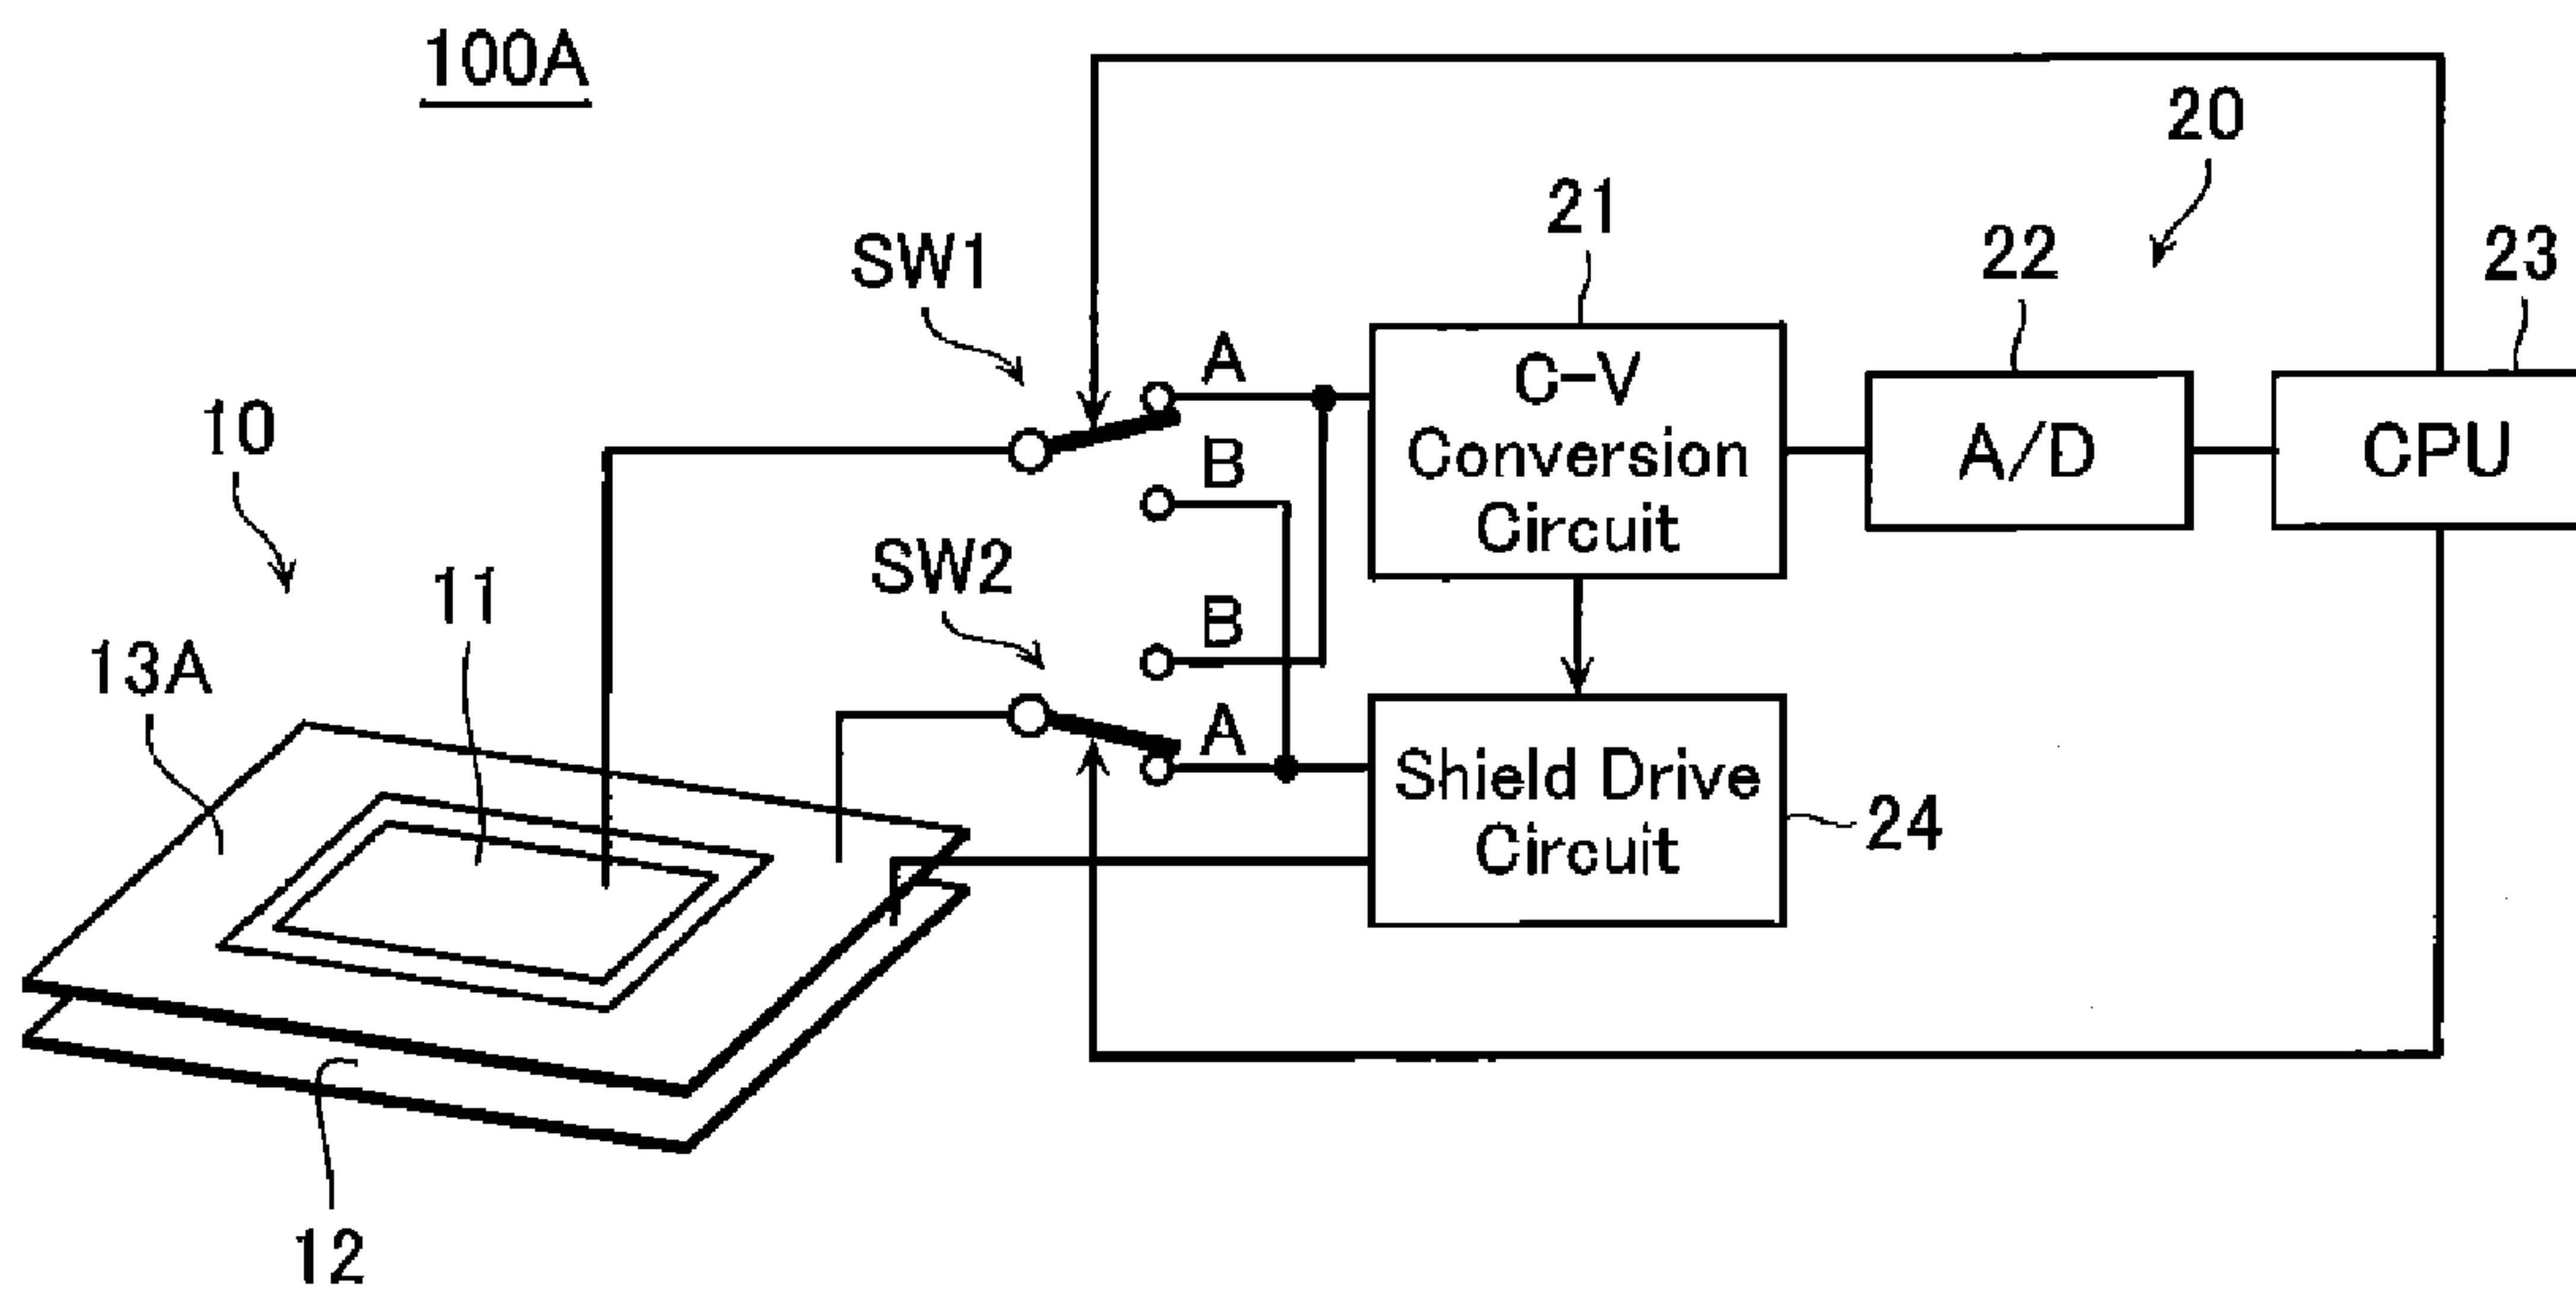 100A
20
21
SW1
22
23
A
C-V
Conversion
Circuit
A/D
CPU
10
B
SW2
11
B
13A
A
Shield Drive
Circuit
24
12